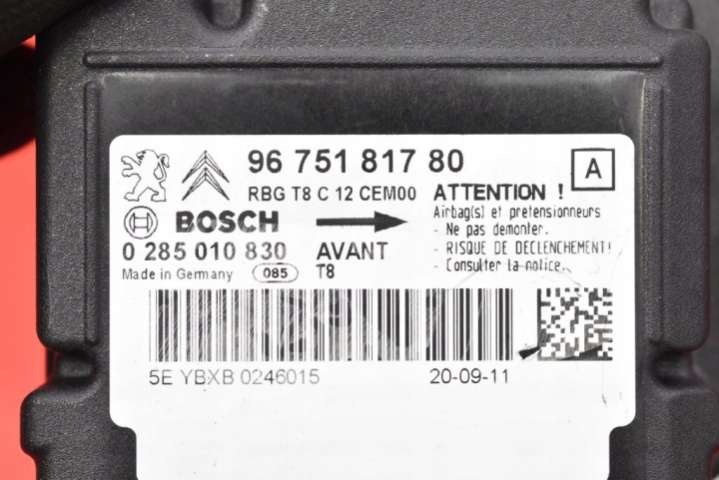 96 751 817 80
A
RBG T8 C 12 CEM00
ATTENTION !
Airbag(s) et pretensionneurs
- Ne pas demonter.
- RISQUE DE DECLENCHEMENT!
- Consulter la notice.
BOSCH
0 285 010 830
AVANT
Made in Germany
085
T8
5E YBXB 0246015
20-09-11